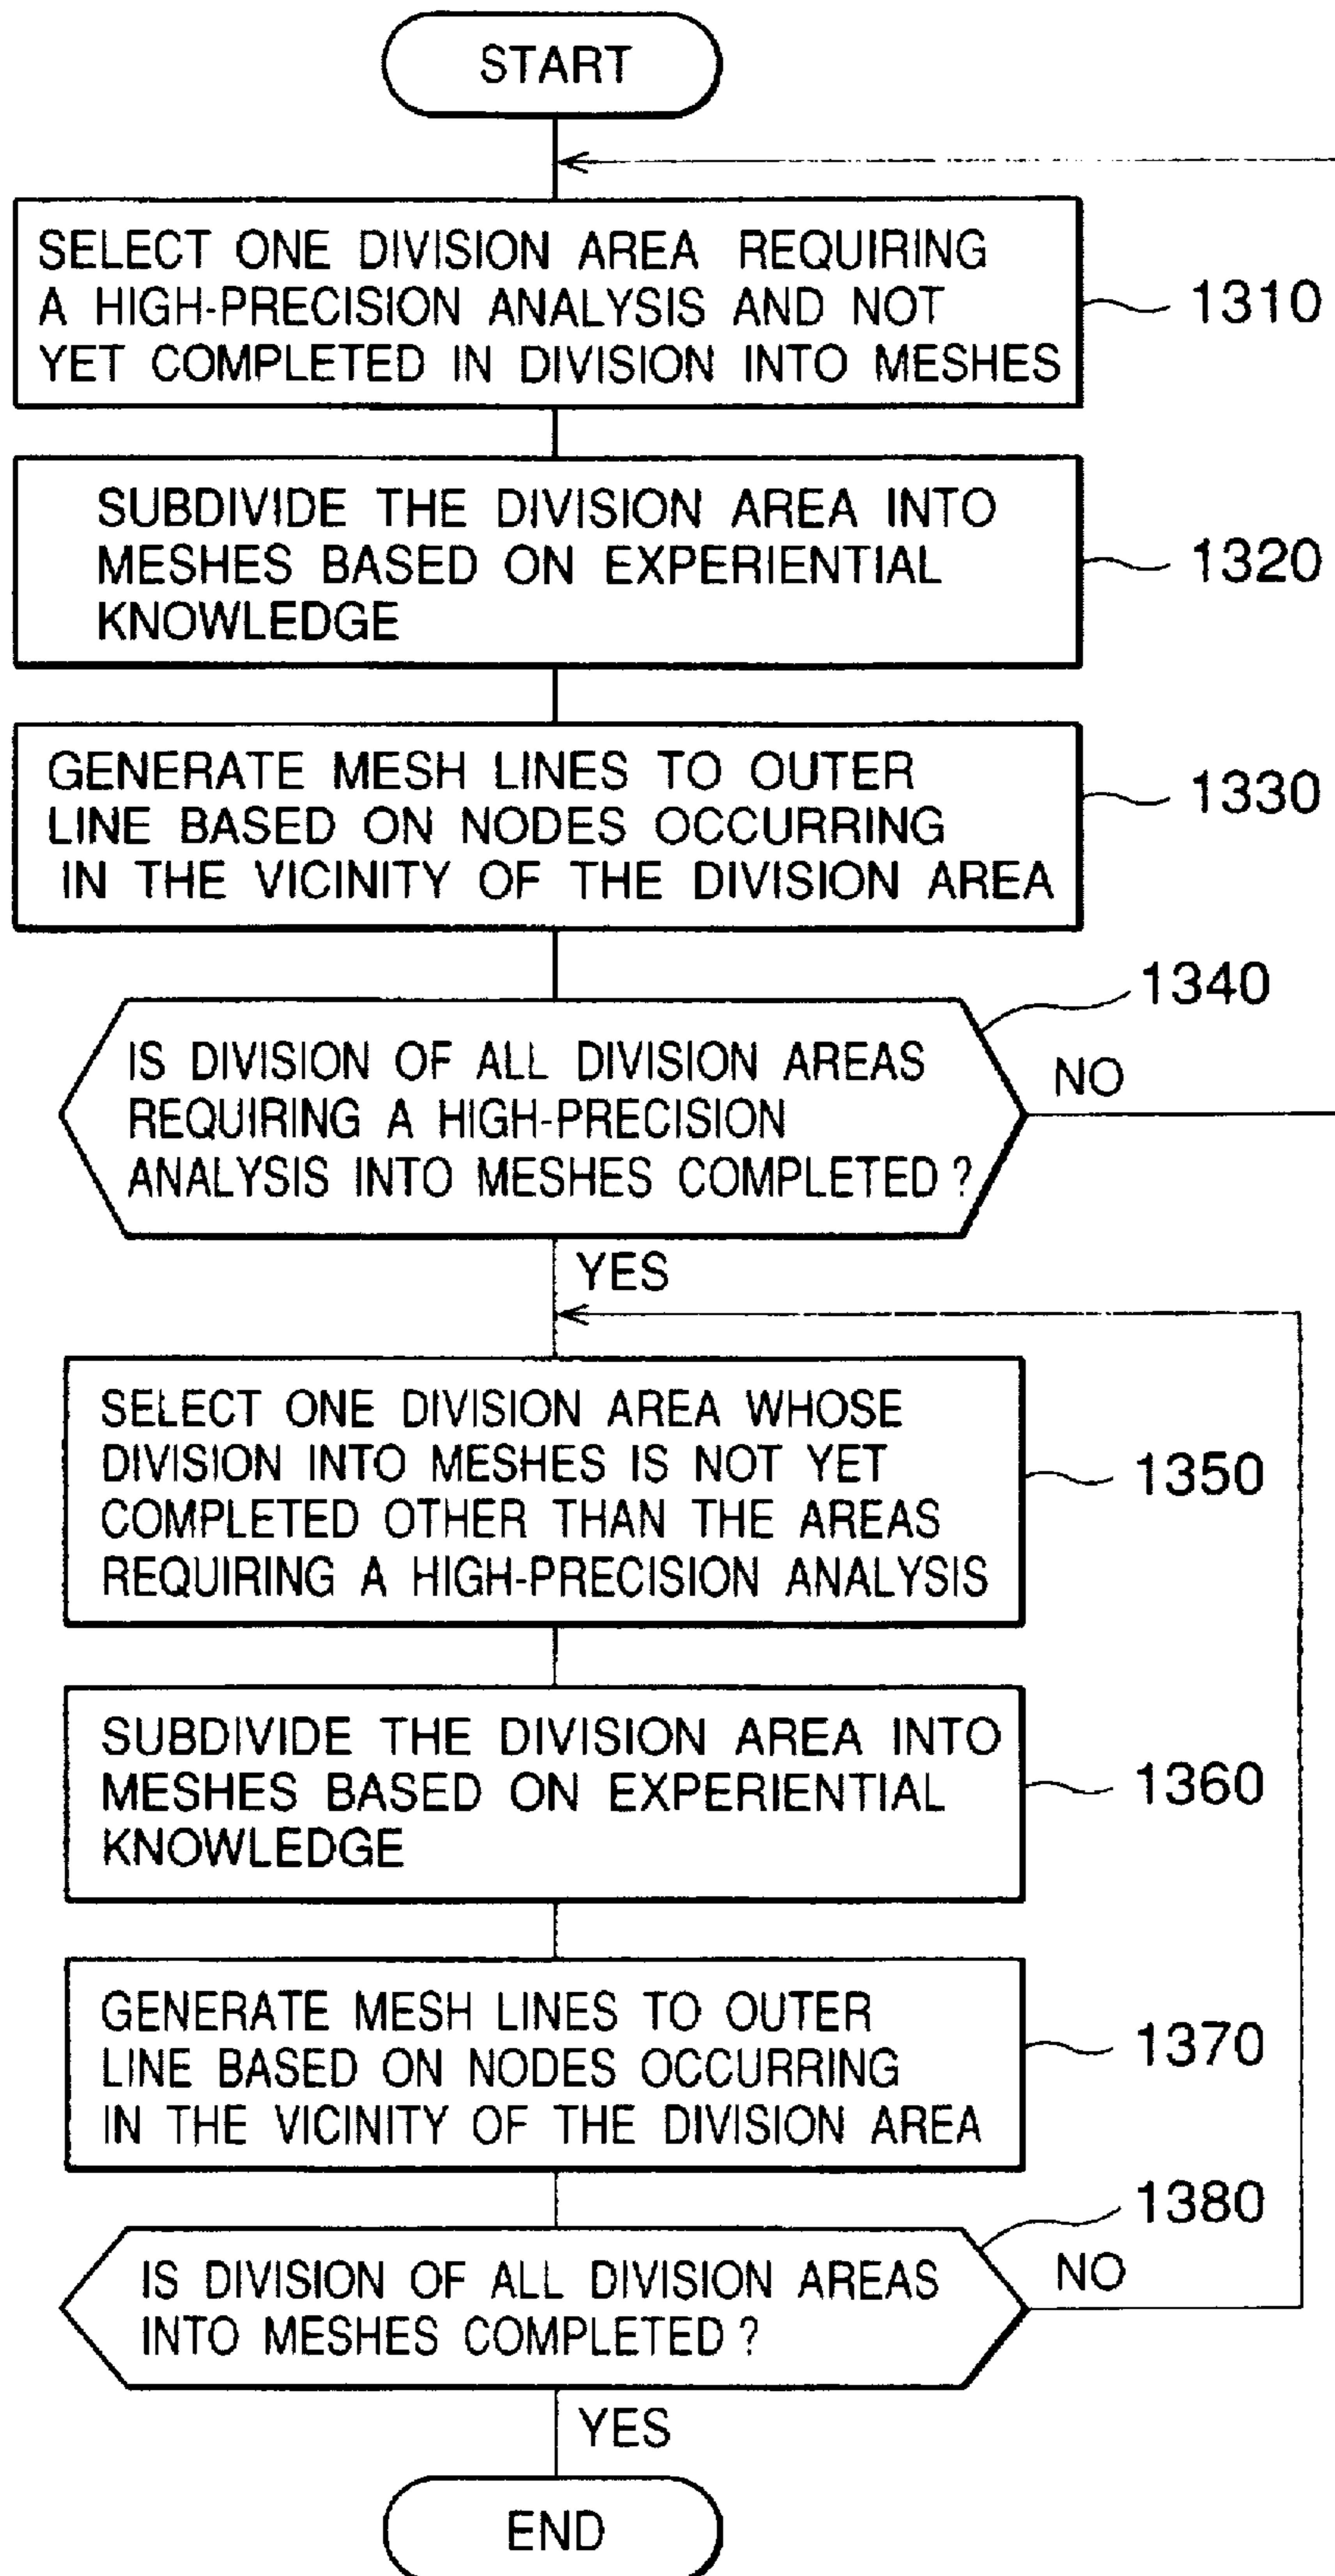 START
SELECT ONE DIVISION AREA REQUIRING
A HIGH-PRECISION ANALYSIS AND NOT
YET COMPLETED IN DIVISION INTO MESHES
1310
SUBDIVIDE THE DIVISION AREA INTO
MESHES BASED ON EXPERIENTIAL
KNOWLEDGE
1320
GENERATE MESH LINES TO OUTER
LINE BASED ON NODES OCCURRING
IN THE VICINITY OF THE DIVISION AREA
1330
1340
IS DIVISION OF ALL DIVISION AREAS
REQUIRING A HIGH-PRECISION
ANALYSIS INTO MESHES COMPLETED?
NO
YES
SELECT ONE DIVISION AREA WHOSE
DIVISION INTO MESHES IS NOT YET
COMPLETED OTHER THAN THE AREAS
REQUIRING A HIGH-PRECISION ANALYSIS
1350
SUBDIVIDE THE DIVISION AREA INTO
MESHES BASED ON EXPERIENTIAL
KNOWLEDGE
1360
GENERATE MESH LINES TO OUTER
LINE BASED ON NODES OCCURRING
IN THE VICINITY OF THE DIVISION AREA
1370
1380
IS DIVISION OF ALL DIVISION AREAS
INTO MESHES COMPLETED?
NO
YES
END